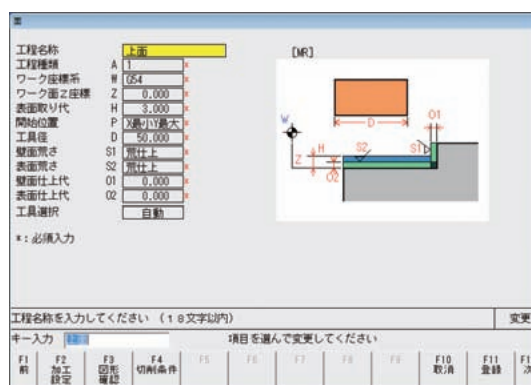 面
工程名称 上面
工程種類 A 1 *
ワーク座標系 W G54 *
ワーク面Z座標 Z 0.000 *
表面取り代 H 3.000 *
開始位置 P X最小Y最大 *
工具径 D 50.000 *
壁面荒さ S1 荒仕上 *
表面荒さ S2 荒仕上 *
壁面仕上代 O1 0.000 *
表面仕上代 O2 0.000 *
工具選択 自動
*：必須入力
[MR]
D
O1
W
H
S2
S1
Z
O2
工程名称を入力してください （１８文字以内）
変更
キー入力
項目を選んで変更してください
F1 前
F2 加工設定
F3 図形確認
F4 切削条件
F5
F6
F7
F8
F9
F10 取消
F11 登録